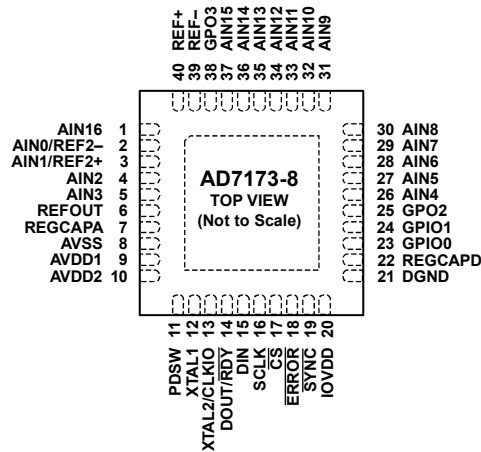 40 REF+
39 REF–
38 GPO3
37 AIN15
36 AIN14
35 AIN13
34 AIN12
33 AIN11
32 AIN10
31 AIN9
AIN16 1
AIN0/REF2– 2
AIN1/REF2+ 3
AIN2 4
AIN3 5
REFOUT 6
REGCAPA 7
AVSS 8
AVDD1 9
AVDD2 10
AD7173-8
TOP VIEW
(Not to Scale)
30 AIN8
29 AIN7
28 AIN6
27 AIN5
26 AIN4
25 GPO2
24 GPIO1
23 GPIO0
22 REGCAPD
21 DGND
PDSW 11
XTAL1 12
XTAL2/CLKIO 13
DOUT/RDY 14
DIN 15
SCLK 16
CS 17
ERROR 18
SYNC 19
IOVDD 20